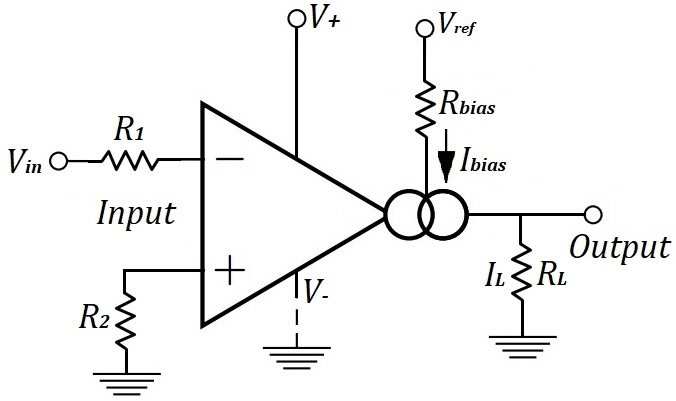 V+
Vref
Rbias
R1
Vin
−
Ibias
Input
Output
+
V-
IL
RL
R2